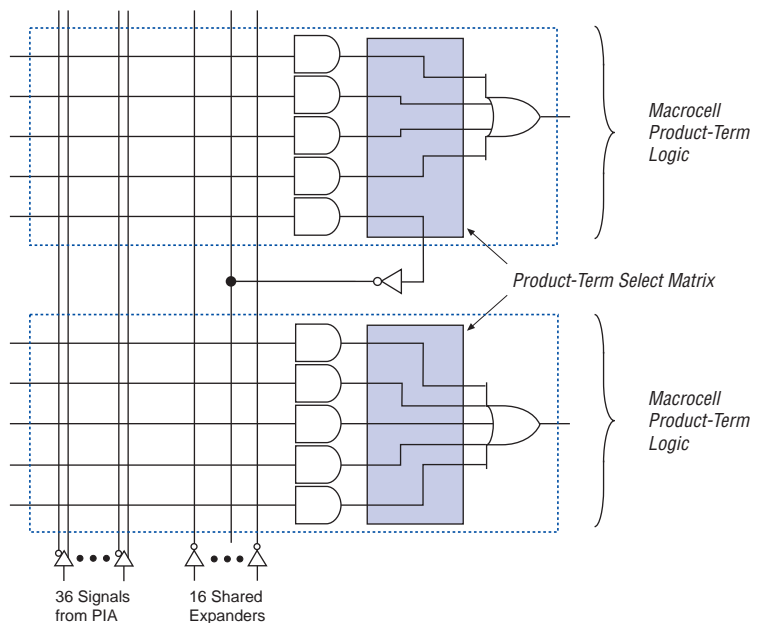 Macrocell
Product-Term
Logic
Product-Term Select Matrix
Macrocell
Product-Term
Logic
36 Signals
from PIA
16 Shared
Expanders